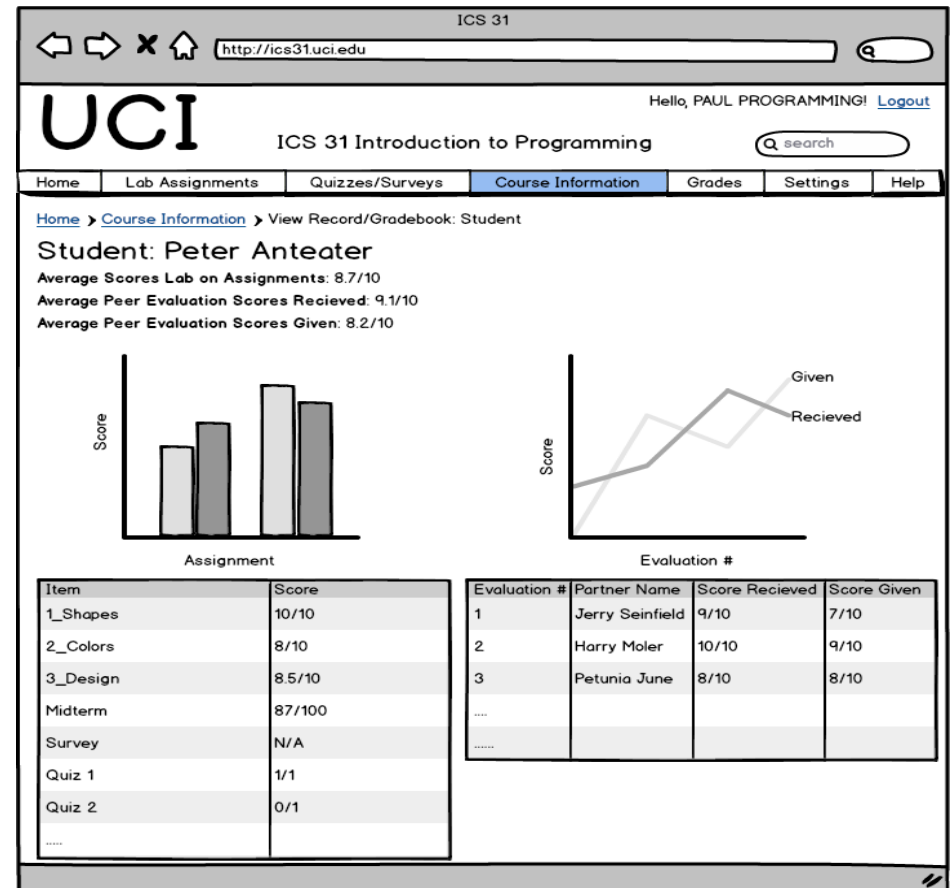 ICS 31
http://ics31.uci.edu
UCI
Hello, PAUL PROGRAMMING! Logout
ICS 31 Introduction to Programming
search
Home Lab Assignments Quizzes/Surveys Course Information Grades Settings Help
Home > Course Information > View Record/Gradebook: Student
Student: Peter Anteater
Average Scores Lab on Assignments: 8.7/10
Average Peer Evaluation Scores Recieved: 9.1/10
Average Peer Evaluation Scores Given: 8.2/10
Score
Assignment
Score
Given
Recieved
Evaluation #
Item Score
1_Shapes 10/10
2_Colors 8/10
3_Design 8.5/10
Midterm 87/100
Survey N/A
Quiz 1 1/1
Quiz 2 0/1
.....
Evaluation # Partner Name Score Recieved Score Given
1 Jerry Seinfield 9/10 7/10
2 Harry Moler 10/10 9/10
3 Petunia June 8/10 8/10
....
......